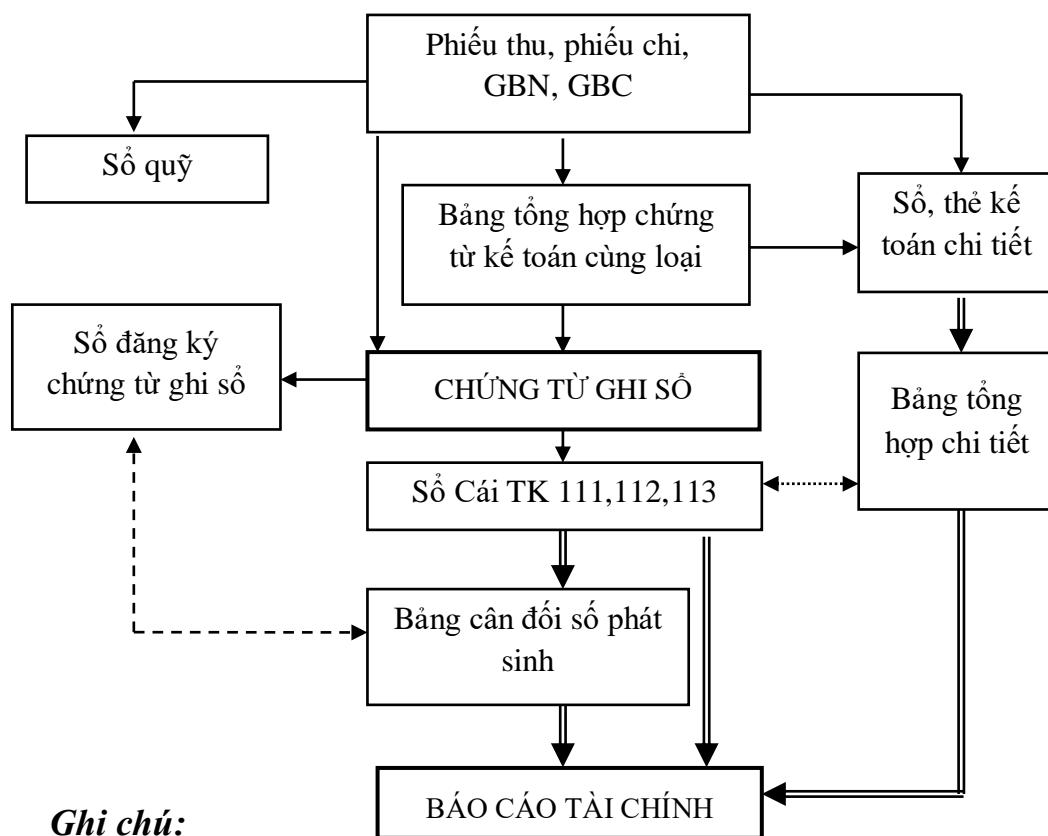 Phiếu thu, phiếu chi,
GBN, GBC
Sổ quỹ
Bảng tổng hợp chứng
từ kế toán cùng loại
Sổ, thẻ kế
toán chi tiết
Sổ đăng ký
chứng từ ghi sổ
CHỨNG TỪ GHI SỔ
Bảng tổng
hợp chi tiết
Sổ Cái TK 111,112,113
Bảng cân đối số phát
sinh
BÁO CÁO TÀI CHÍNH
Ghi chú: